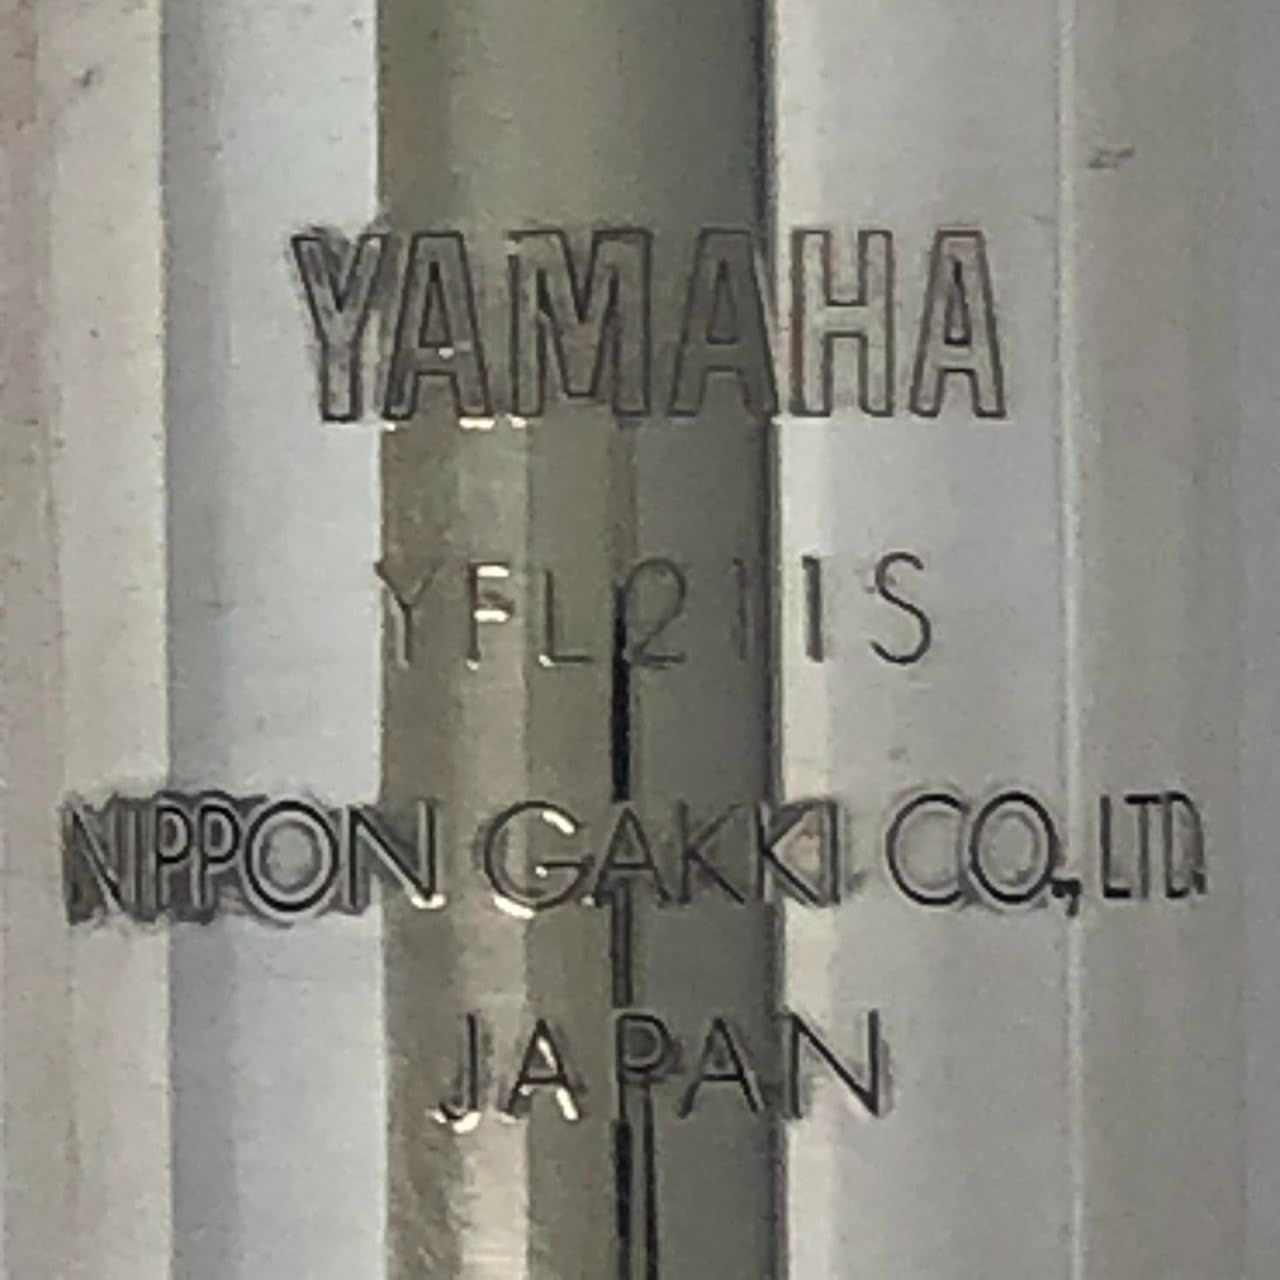 YAMAHA
YFL211S
NIPPON GAKKI CO., LTD.
JAPAN